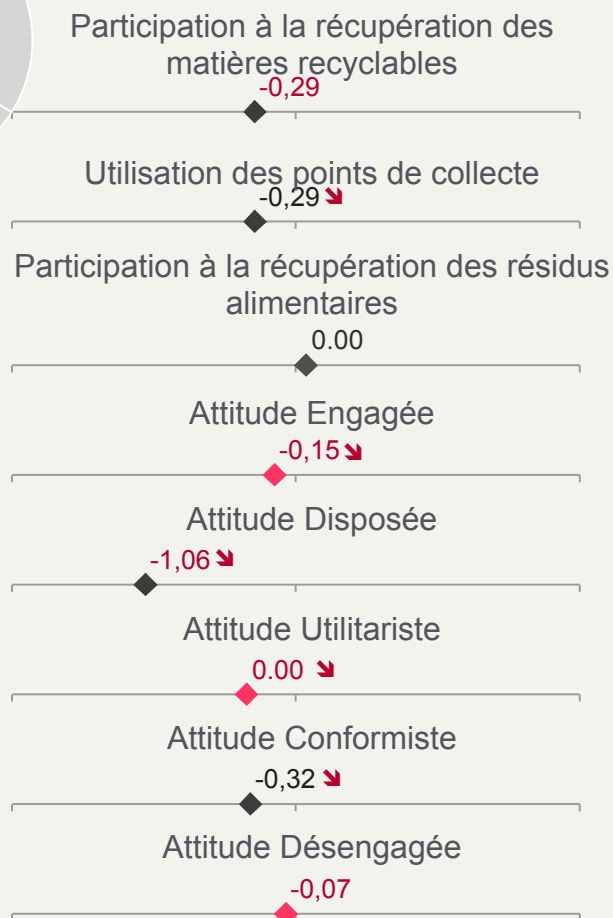 Participation à la récupération des
matières recyclables
-0,29
Utilisation des points de collecte
-0,29
Participation à la récupération des résidus
alimentaires
0.00
Attitude Engagée
-0,15
Attitude Disposée
-1,06
Attitude Utilitariste
0.00
Attitude Conformiste
-0,32
Attitude Désengagée
-0,07